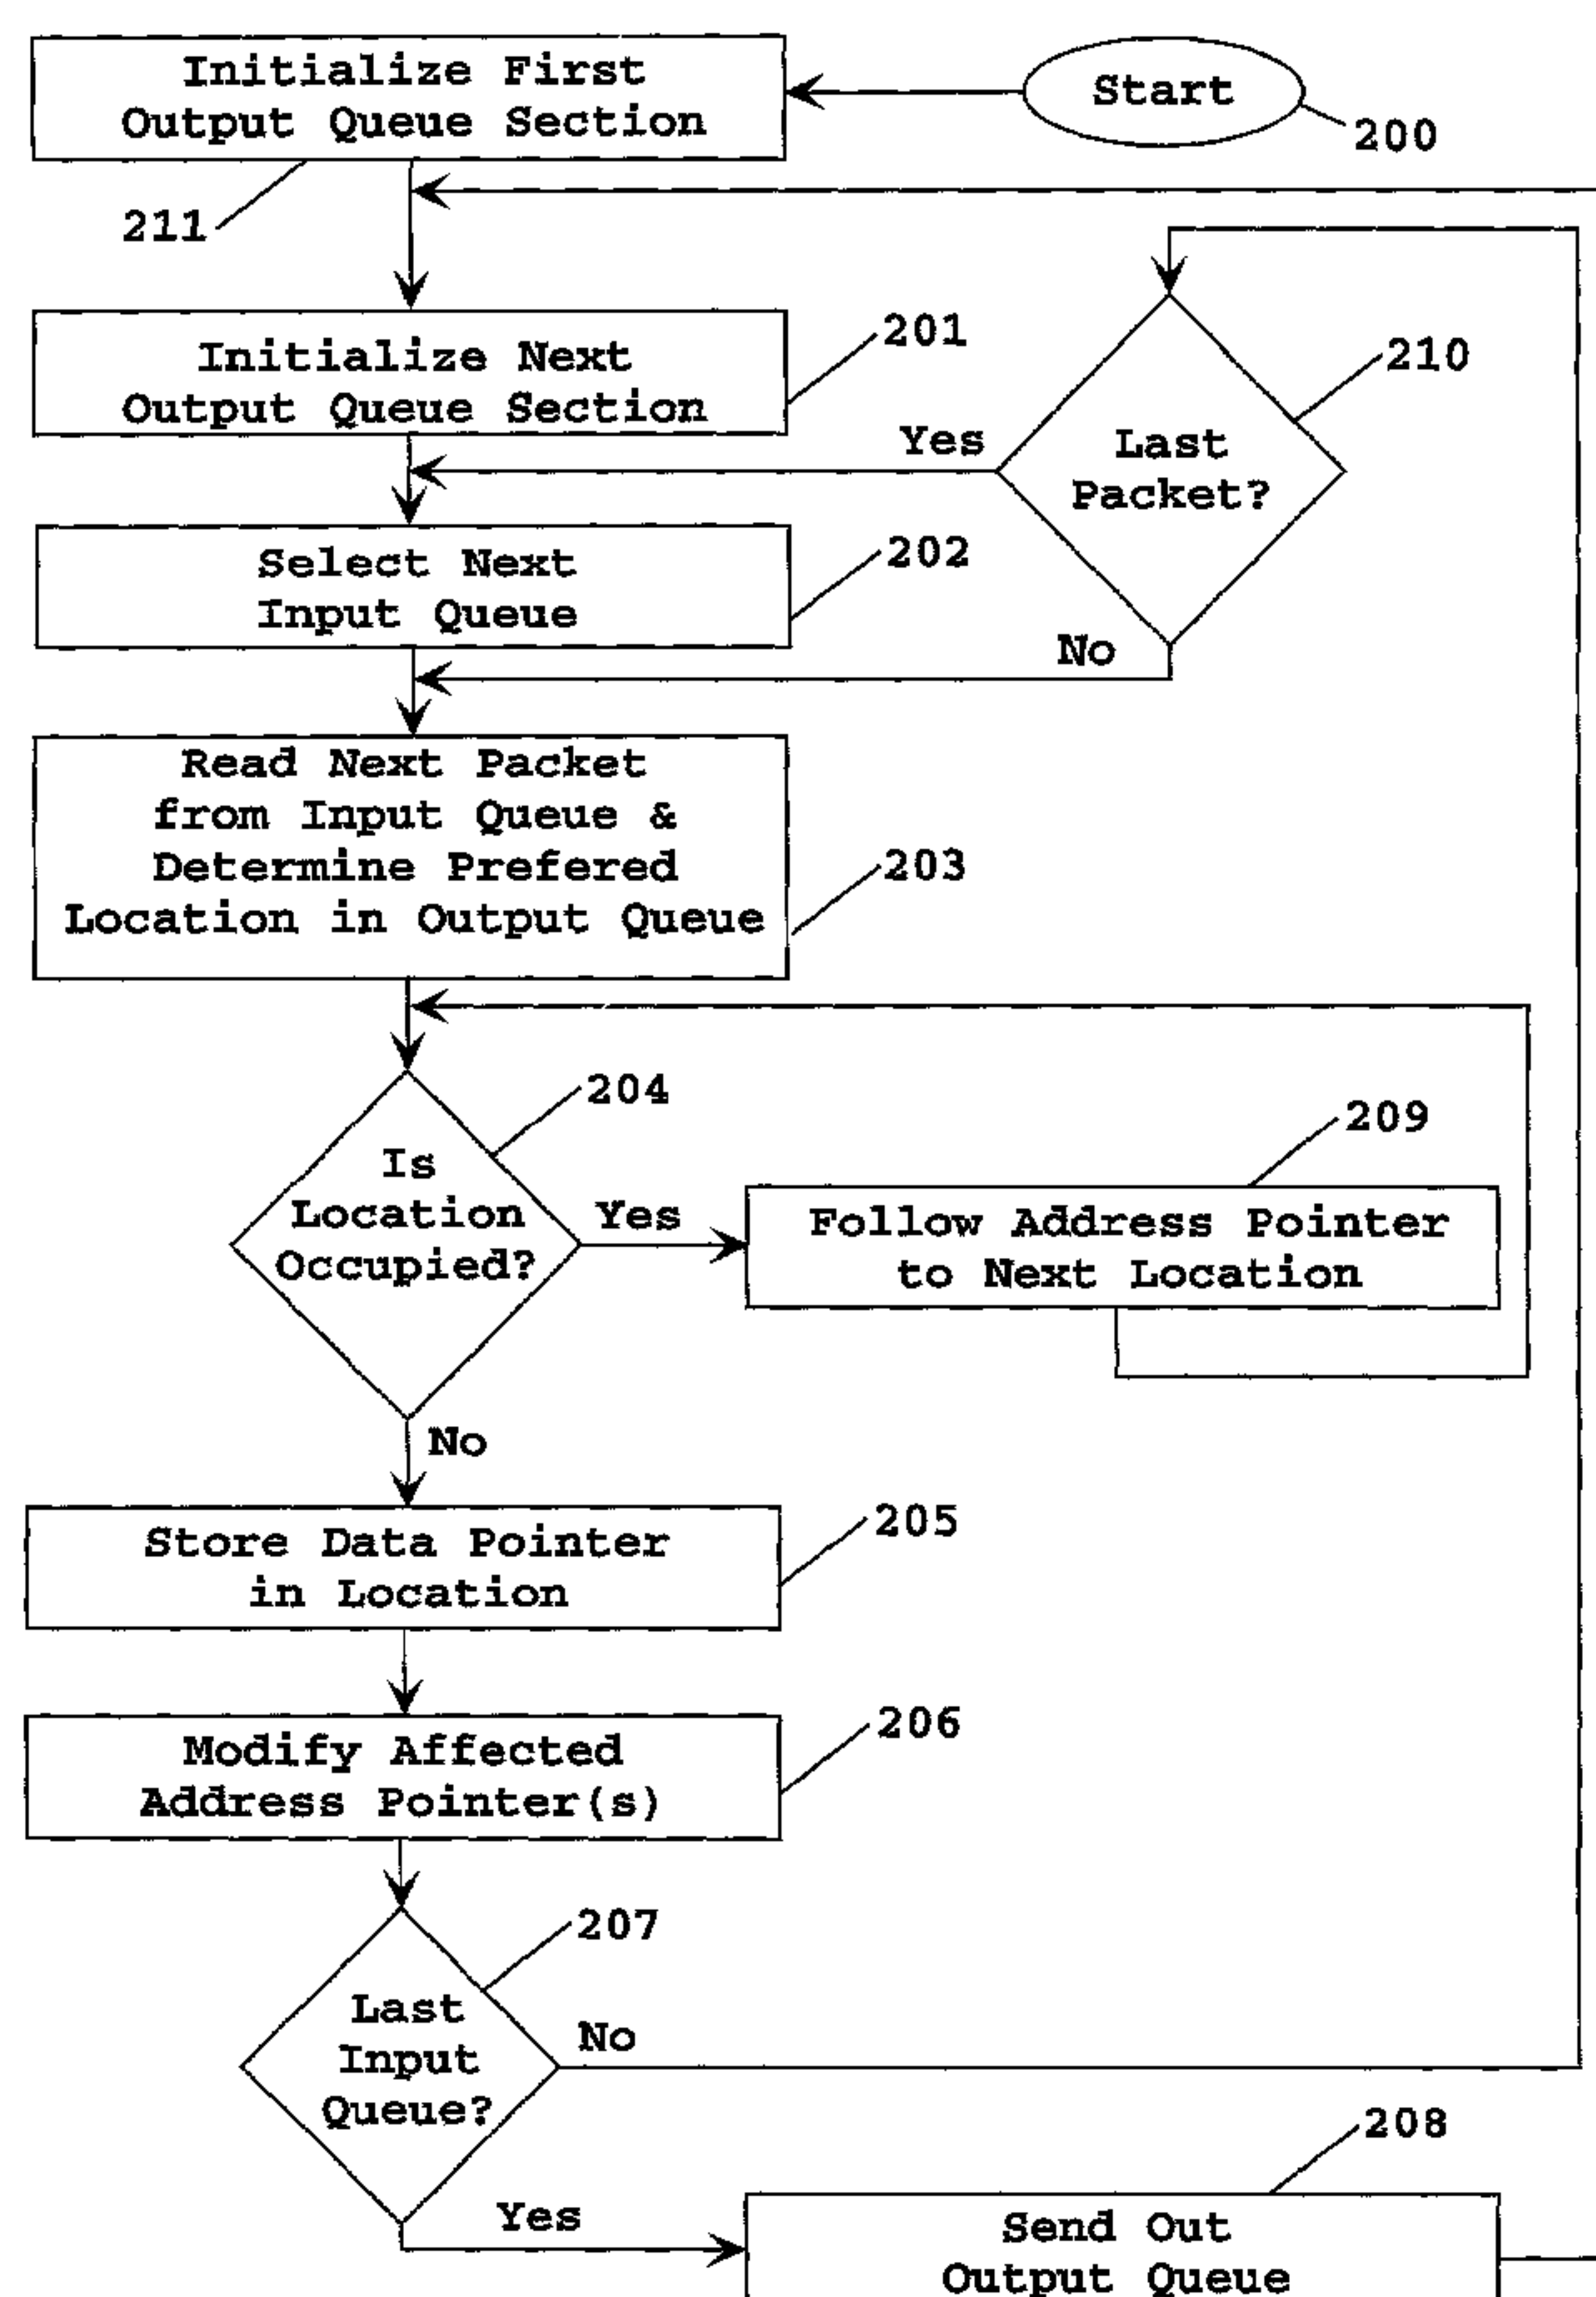 Initialize First
Output Queue Section
Start
200
211
Initialize Next
Output Queue Section
201
210
Last
Packet?
Yes
No
Select Next
Input Queue
202
Read Next Packet
from Input Queue &
Determine Prefered
Location in Output Queue
203
204
Is
Location
Occupied?
Yes
209
Follow Address Pointer
to Next Location
No
Store Data Pointer
in Location
205
Modify Affected
Address Pointer(s)
206
207
Last
Input
Queue?
No
Yes
208
Send Out
Output Queue